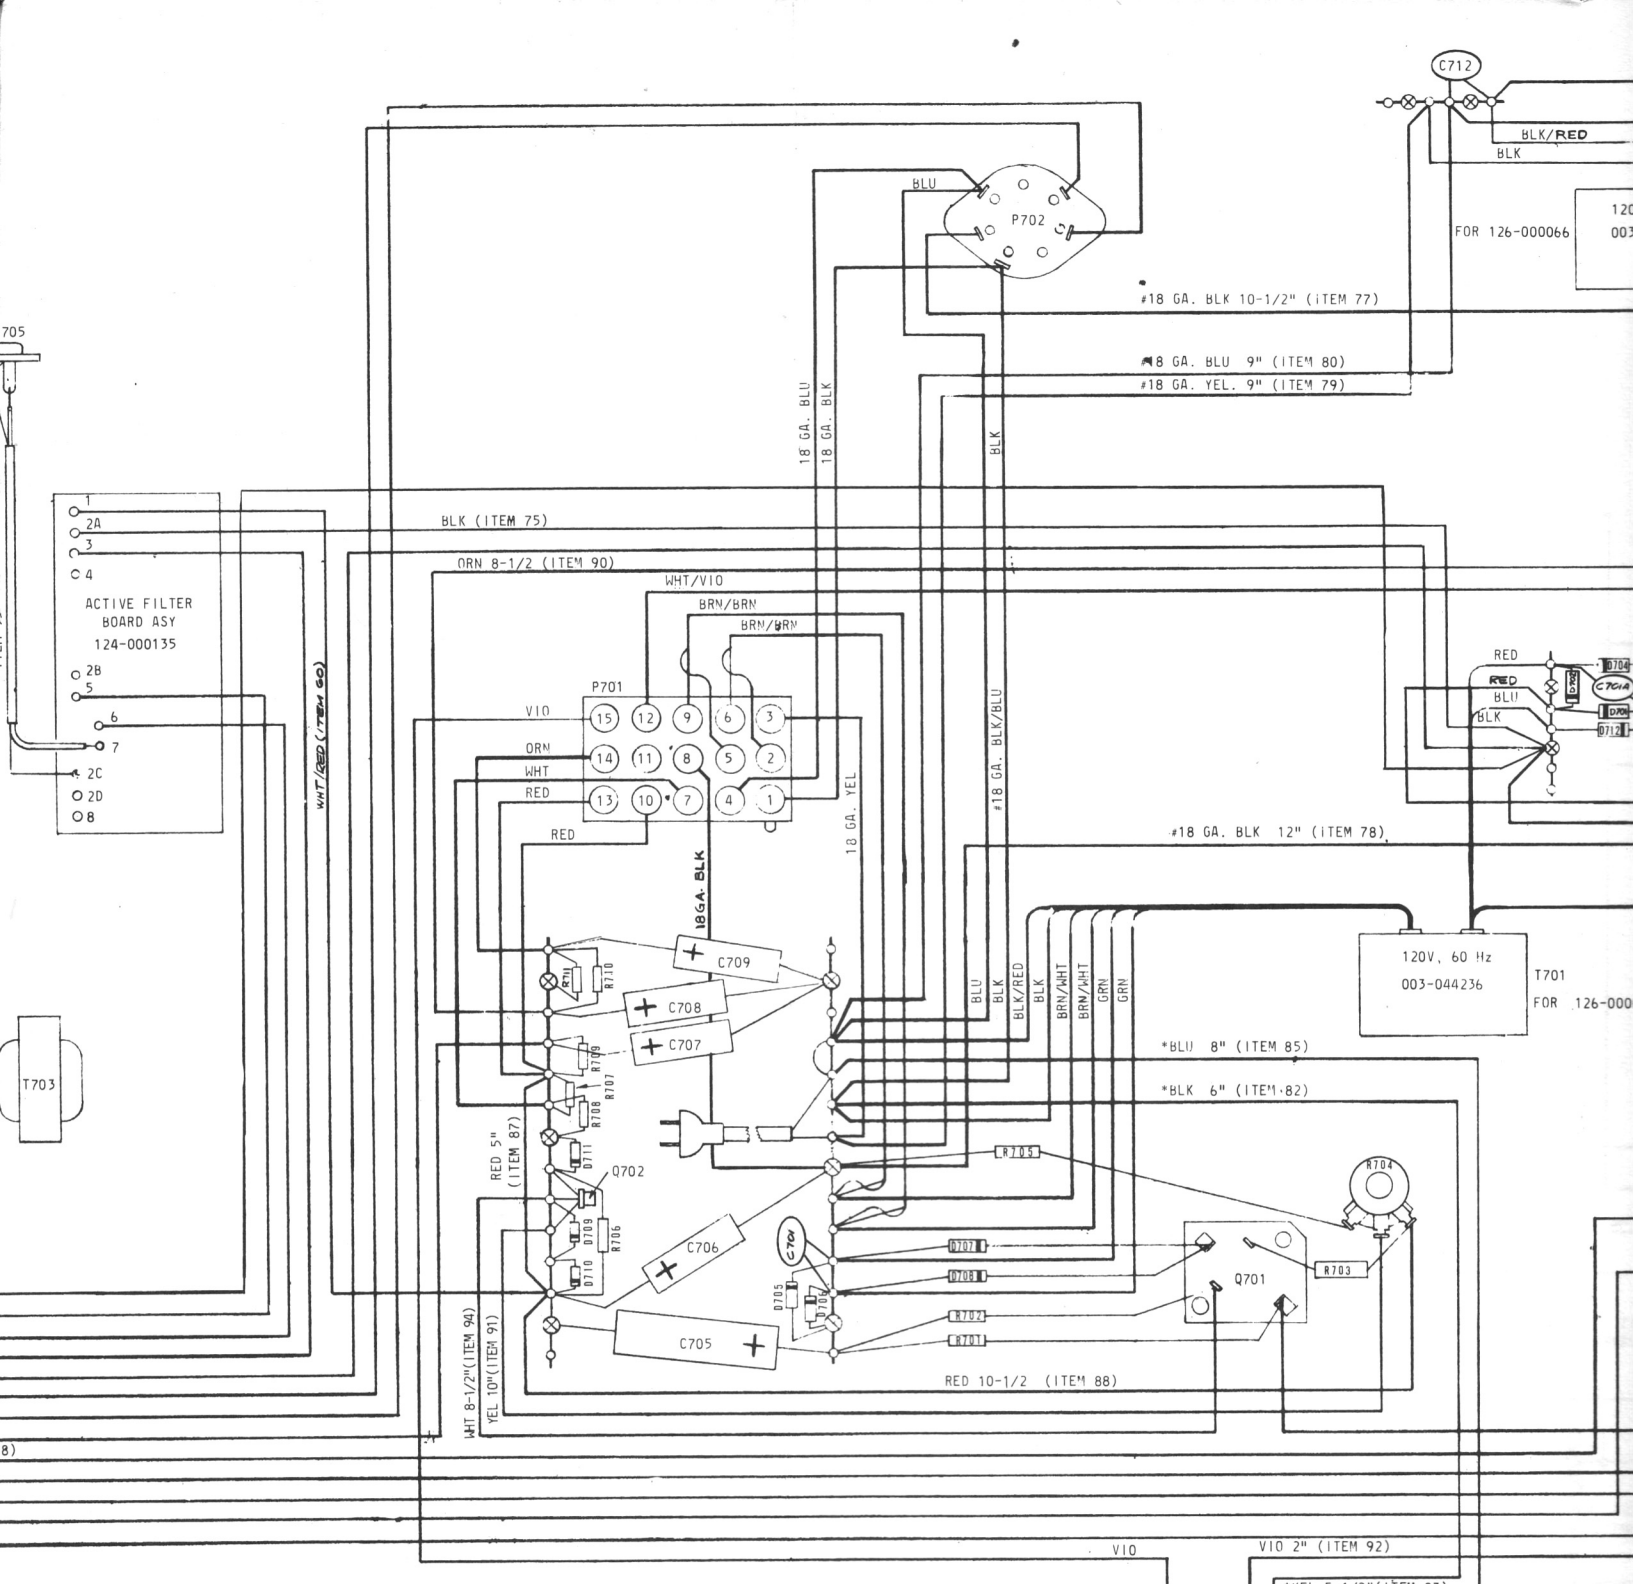 C712
BLK/RED
BLK
BLU
P702
FOR 126-000066
120
003
#18 GA. BLK 10-1/2" (ITEM 77)
705
18 GA. BLU 9" (ITEM 80)
#18 GA. YEL. 9" (ITEM 79)
18 GA. BLU
18 GA. BLK
BLK
1
2A
3
4
ACTIVE FILTER
BOARD ASY
124-000135
2B
5
6
7
2C
2D
8
BLK (ITEM 75)
ORN 8-1/2 (ITEM 90)
WHT/VIO
BRN/BRN
BRN/BRN
WHT/RED (ITEM 60)
P701
VIO
15 12 9 6 3
ORN
14 11 8 5 2
WHT
RED
13 10 7 4 1
RED
RED
D704
RED
D702
C701A
BLU
D701
BLK
D712
18 GA. YEL
#18 GA. BLK/BLU
#18 GA. BLK 12" (ITEM 78)
18GA. BLK
C709
R711
R710
C708
C707
R709
R707
R708
D711
Q702
D709
R706
D710
C706
C705
BLU
BLK
BLK/RED
BLK
BRN/WHT
BRN/WHT
GRN
GRN
120V, 60 Hz
003-044236
T701
FOR 126-000
T703
*BLU 8" (ITEM 85)
*BLK 6" (ITEM 82)
RED 5"
(ITEM 87)
R705
R704
C701
D707
D708
D705
D706
R702
R701
Q701
R703
WHT 8-1/2" (ITEM 94)
YEL 10" (ITEM 91)
RED 10-1/2 (ITEM 88)
8)
VIO
VIO 2" (ITEM 92)